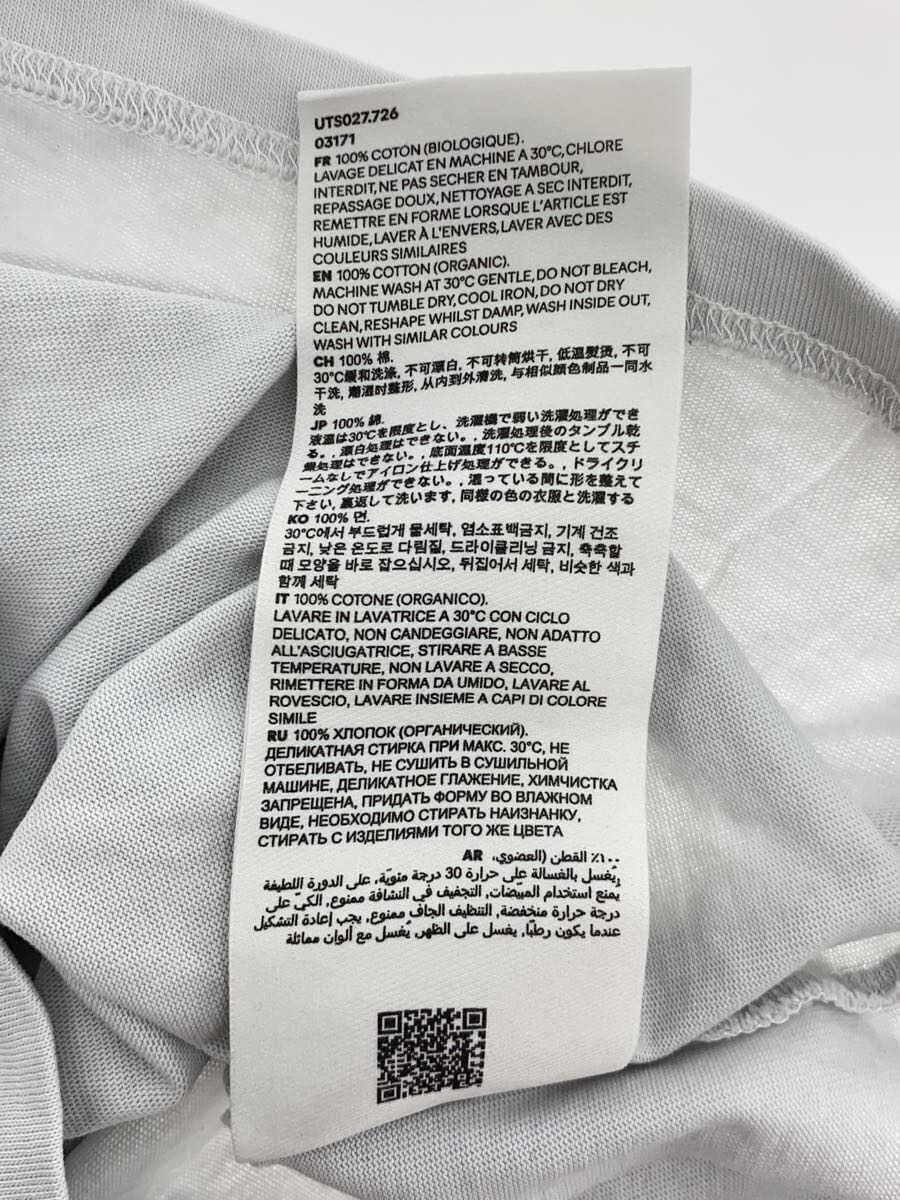 UTS027.726
03171
FR 100% COTON (BIOLOGIQUE).
LAVAGE DELICAT EN MACHINE A 30°C, CHLORE
INTERDIT, NE PAS SECHER EN TAMBOUR,
REPASSAGE DOUX, NETTOYAGE A SEC INTERDIT,
REMETTRE EN FORME LORSQUE L'ARTICLE EST
HUMIDE, LAVER À L'ENVERS, LAVER AVEC DES
COULEURS SIMILAIRES
EN 100% COTTON (ORGANIC).
MACHINE WASH AT 30°C GENTLE, DO NOT BLEACH,
DO NOT TUMBLE DRY, COOL IRON, DO NOT DRY
CLEAN, RESHAPE WHILST DAMP, WASH INSIDE OUT,
WASH WITH SIMILAR COLOURS
CH 100% 棉.
30°C緩和洗涤, 不可漂白, 不可转筒烘干, 低温熨烫, 不可
干洗, 潮湿时整形, 从内到外清洗, 与相似颜色制品一同水
洗
JP 100% 綿.
液温は30℃を限度とし、洗濯機で弱い洗濯処理ができ
る。, 漂白処理はできない。, 洗濯処理後のタンブル乾
燥処理はできない。, 底面温度110℃を限度としてスチ
ームなしでアイロン仕上げ処理ができる。, ドライクリ
ーニング処理ができない。, 湿っている間に形を整えて
下さい, 裏返して洗います, 同様の色の衣服と洗濯する
KO 100% 면.
30°C에서 부드럽게 물세탁, 염소표백금지, 기계 건조
금지, 낮은 온도로 다림질, 드라이클리닝 금지, 축축할
때 모양을 바로 잡으십시오, 뒤집어서 세탁, 비슷한 색과
함께 세탁
IT 100% COTONE (ORGANICO).
LAVARE IN LAVATRICE A 30°C CON CICLO
DELICATO, NON CANDEGGIARE, NON ADATTO
ALL'ASCIUGATRICE, STIRARE A BASSE
TEMPERATURE, NON LAVARE A SECCO,
RIMETTERE IN FORMA DA UMIDO, LAVARE AL
ROVESCIO, LAVARE INSIEME A CAPI DI COLORE
SIMILE
RU 100% ХЛОПОК (ОРГАНИЧЕСКИЙ).
ДЕЛИКАТНАЯ СТИРКА ПРИ МАКС. 30°C, НЕ
ОТБЕЛИВАТЬ, НЕ СУШИТЬ В СУШИЛЬНОЙ
МАШИНЕ, ДЕЛИКАТНОЕ ГЛАЖЕНИЕ, ХИМЧИСТКА
ЗАПРЕЩЕНА, ПРИДАТЬ ФОРМУ ВО ВЛАЖНОМ
ВИДЕ, НЕОБХОДИМО СТИРАТЬ НАИЗНАНКУ,
СТИРАТЬ С ИЗДЕЛИЯМИ ТОГО ЖЕ ЦВЕТА
١٠٠٪ القطن (العضوي، AR
يُغسل بالغسالة على حرارة 30 درجة مئوية، على الدورة اللطيفة
يمنع استخدام المبيّضات, التجفيف في النشافة ممنوع, الكيّ على
درجة حرارة منخفضة, التنظيف الجاف ممنوع, يجب إعادة التشكيل
عندما يكون رطبًا, يغسل على الظهر, يُغسل مع ألوان مماثلة